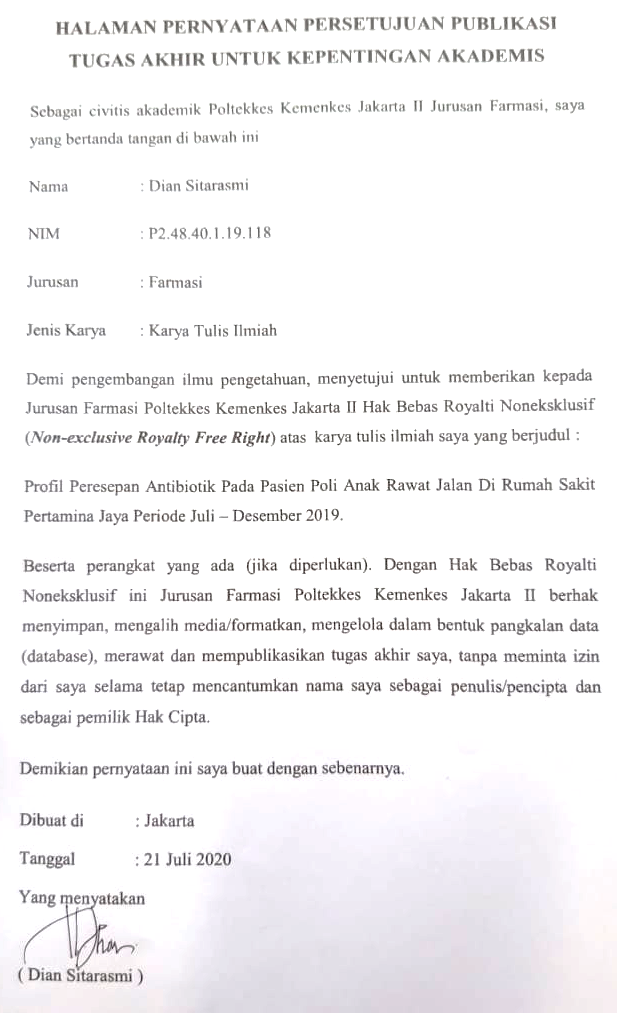 HALAMAN PERNYATAAN PERSETUJUAN PUBLIKASI
TUGAS AKHIR UNTUK KEPENTINGAN AKADEMIS
Sebagai civitis akademik Poltekkes Kemenkes Jakarta II Jurusan Farmasi, saya
yang bertanda tangan di bawah ini
Nama : Dian Sitarasmi
NIM : P2.48.40.1.19.118
Jurusan : Farmasi
Jenis Karya : Karya Tulis Ilmiah
Demi pengembangan ilmu pengetahuan, menyetujui untuk memberikan kepada
Jurusan Farmasi Poltekkes Kemenkes Jakarta II Hak Bebas Royalti Noneksklusif
(Non-exclusive Royalty Free Right) atas karya tulis ilmiah saya yang berjudul :
Profil Peresepan Antibiotik Pada Pasien Poli Anak Rawat Jalan Di Rumah Sakit
Pertamina Jaya Periode Juli – Desember 2019.
Beserta perangkat yang ada (jika diperlukan). Dengan Hak Bebas Royalti
Noneksklusif ini Jurusan Farmasi Poltekkes Kemenkes Jakarta II berhak
menyimpan, mengalih media/formatkan, mengelola dalam bentuk pangkalan data
(database), merawat dan mempublikasikan tugas akhir saya, tanpa meminta izin
dari saya selama tetap mencantumkan nama saya sebagai penulis/pencipta dan
sebagai pemilik Hak Cipta.
Demikian pernyataan ini saya buat dengan sebenarnya.
Dibuat di : Jakarta
Tanggal : 21 Juli 2020
Yang menyatakan
( Dian Sitarasmi )